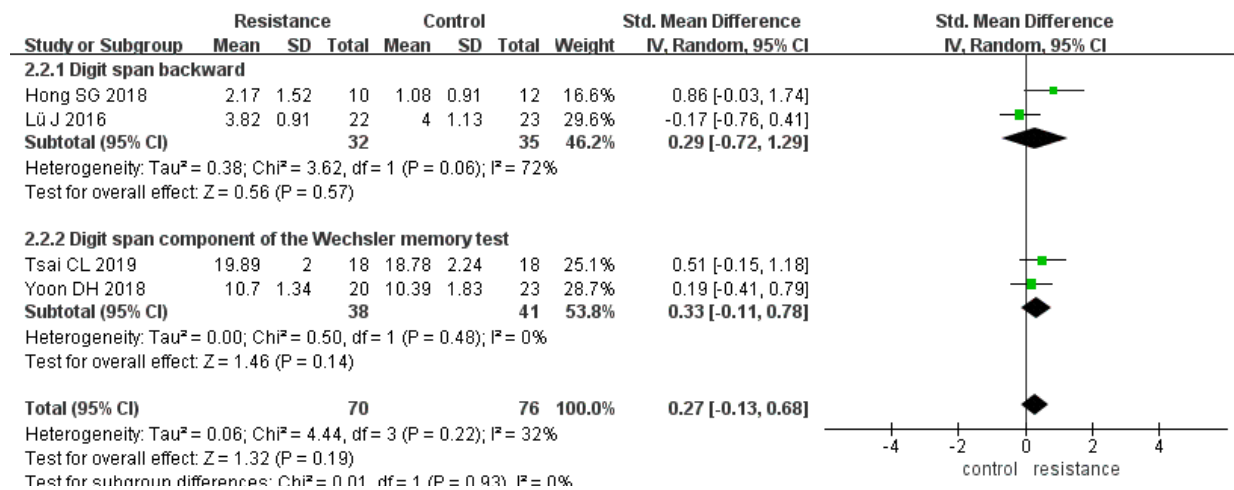 Resistance Control Std. Mean Difference Std. Mean Difference
Study or Subgroup Mean SD Total Mean SD Total Weight IV, Random, 95% CI IV, Random, 95% CI
2.2.1 Digit span backward
Hong SG 2018 2.17 1.52 10 1.08 0.91 12 16.6% 0.86 [-0.03, 1.74]
Lü J 2016 3.82 0.91 22 4 1.13 23 29.6% -0.17 [-0.76, 0.41]
Subtotal (95% CI) 32 35 46.2% 0.29 [-0.72, 1.29]
Heterogeneity: Tau² = 0.38; Chi² = 3.62, df = 1 (P = 0.06); I² = 72%
Test for overall effect: Z = 0.56 (P = 0.57)
2.2.2 Digit span component of the Wechsler memory test
Tsai CL 2019 19.89 2 18 18.78 2.24 18 25.1% 0.51 [-0.15, 1.18]
Yoon DH 2018 10.7 1.34 20 10.39 1.83 23 28.7% 0.19 [-0.41, 0.79]
Subtotal (95% CI) 38 41 53.8% 0.33 [-0.11, 0.78]
Heterogeneity: Tau² = 0.00; Chi² = 0.50, df = 1 (P = 0.48); I² = 0%
Test for overall effect: Z = 1.46 (P = 0.14)
Total (95% CI) 70 76 100.0% 0.27 [-0.13, 0.68]
Heterogeneity: Tau² = 0.06; Chi² = 4.44, df = 3 (P = 0.22); I² = 32%
Test for overall effect: Z = 1.32 (P = 0.19)
Test for subgroup differences: Chi² = 0.01, df = 1 (P = 0.93), I² = 0%
-4 -2 0 2 4
control resistance